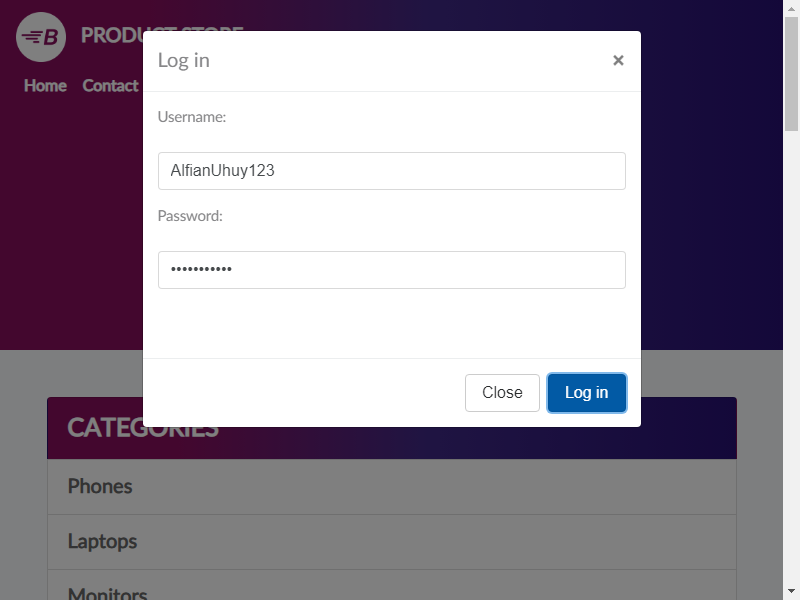 B PRODUCT STORE
Home Contact
Log in ×
Username:
AlfianUhuy123
Password:
•••••••••••
Close Log in
CATEGORIES
Phones
Laptops
Monitors